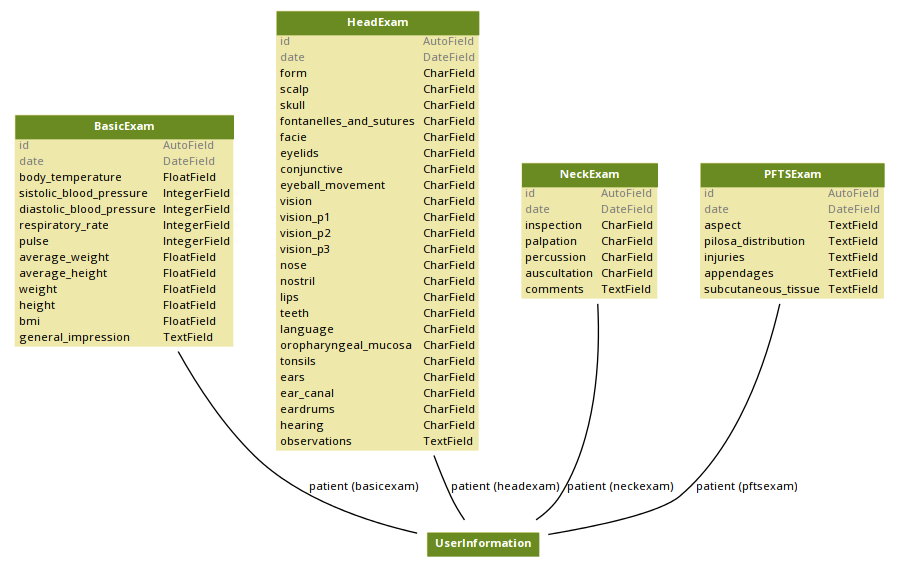 HeadExam
id AutoField
date DateField
form CharField
scalp CharField
skull CharField
fontanelles_and_sutures CharField
facie CharField
eyelids CharField
conjunctive CharField
eyeball_movement CharField
vision CharField
vision_p1 CharField
vision_p2 CharField
vision_p3 CharField
nose CharField
nostril CharField
lips CharField
teeth CharField
language CharField
oropharyngeal_mucosa CharField
tonsils CharField
ears CharField
ear_canal CharField
eardrums CharField
hearing CharField
observations TextField
BasicExam
id AutoField
date DateField
body_temperature FloatField
sistolic_blood_pressure IntegerField
diastolic_blood_pressure IntegerField
respiratory_rate IntegerField
pulse IntegerField
average_weight FloatField
average_height FloatField
weight FloatField
height FloatField
bmi FloatField
general_impression TextField
NeckExam
id AutoField
date DateField
inspection CharField
palpation CharField
percussion CharField
auscultation CharField
comments TextField
PFTSExam
id AutoField
date DateField
aspect TextField
pilosa_distribution TextField
injuries TextField
appendages TextField
subcutaneous_tissue TextField
patient (basicexam)
patient (headexam)
patient (neckexam)
patient (pftsexam)
UserInformation